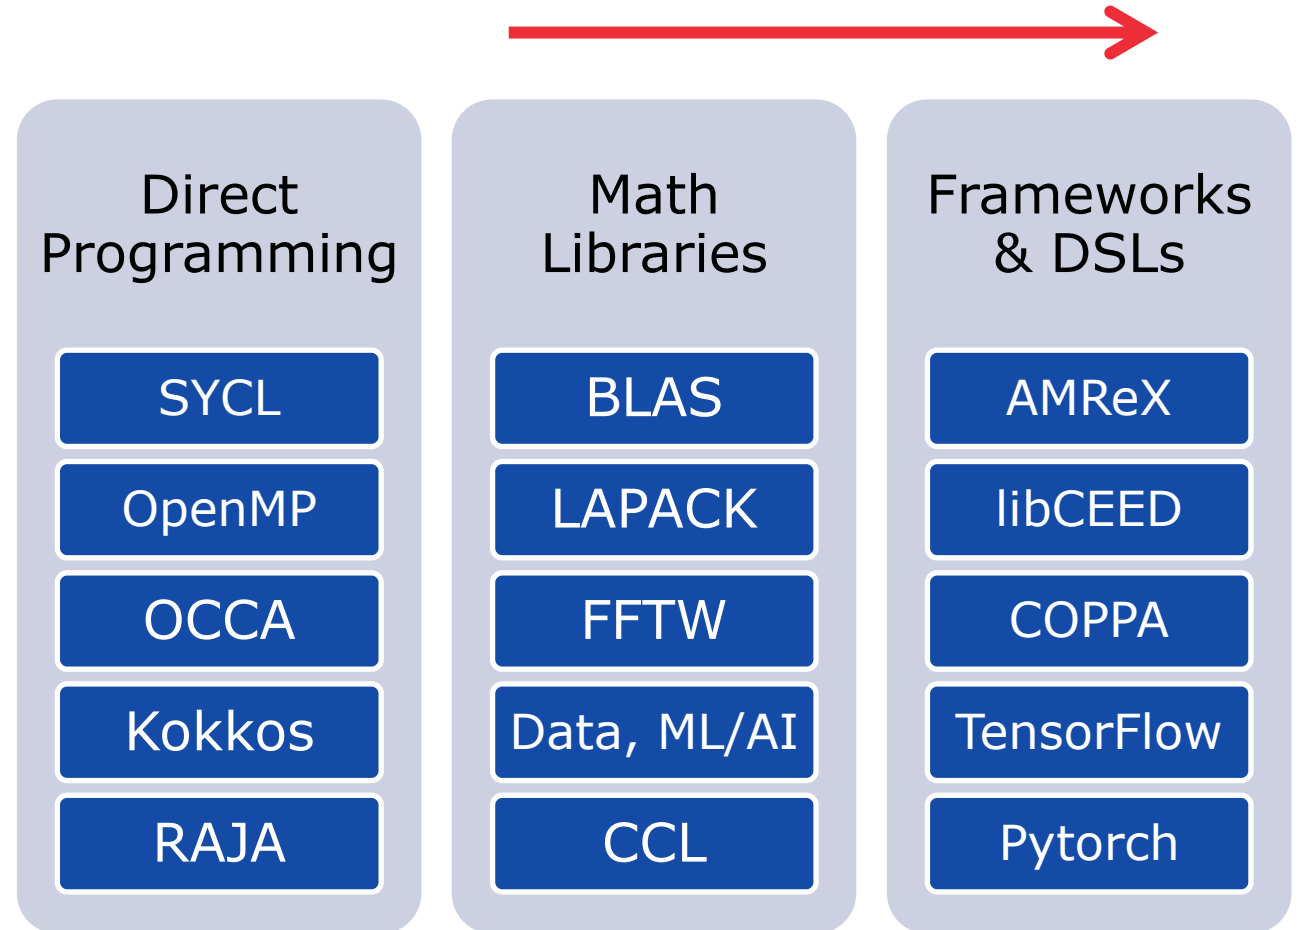 Direct
Programming
SYCL
OpenMP
OCCA
Kokkos
RAJA
Math
Libraries
BLAS
LAPACK
FFTW
Data, ML/AI
CCL
Frameworks
& DSLs
AMReX
libCEED
COPPA
TensorFlow
Pytorch